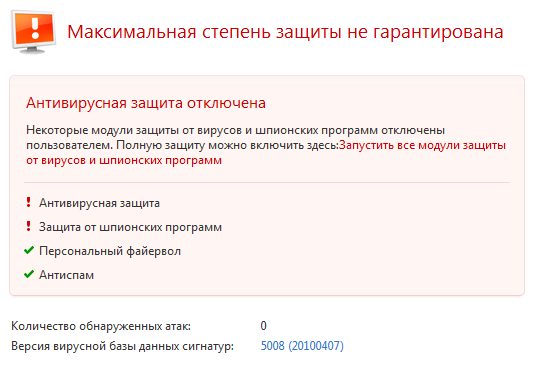 Максимальная степень защиты не гарантирована
Антивирусная защита отключена
Некоторые модули защиты от вирусов и шпионских программ отключены
пользователем. Полную защиту можно включить здесь:Запустить все модули защиты
от вирусов и шпионских программ
Антивирусная защита
Защита от шпионских программ
Персональный файервол
Антиспам
Количество обнаруженных атак: 0
Версия вирусной базы данных сигнатур: 5008 (20100407)